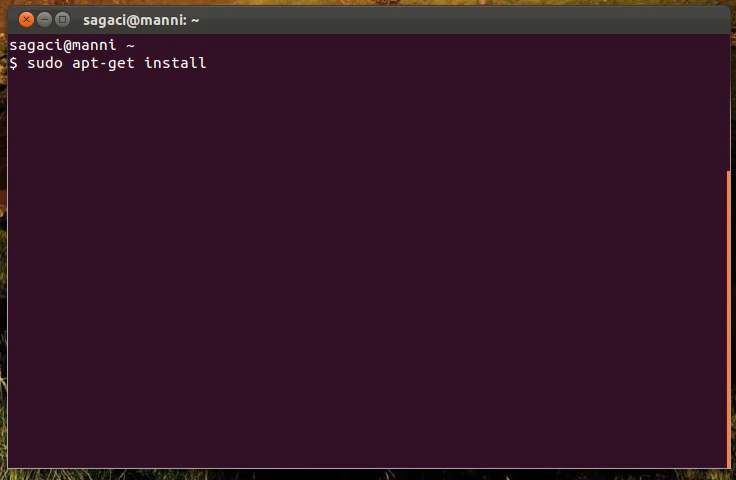 sagaci@manni: ~
sagaci@manni ~
$ sudo apt-get install